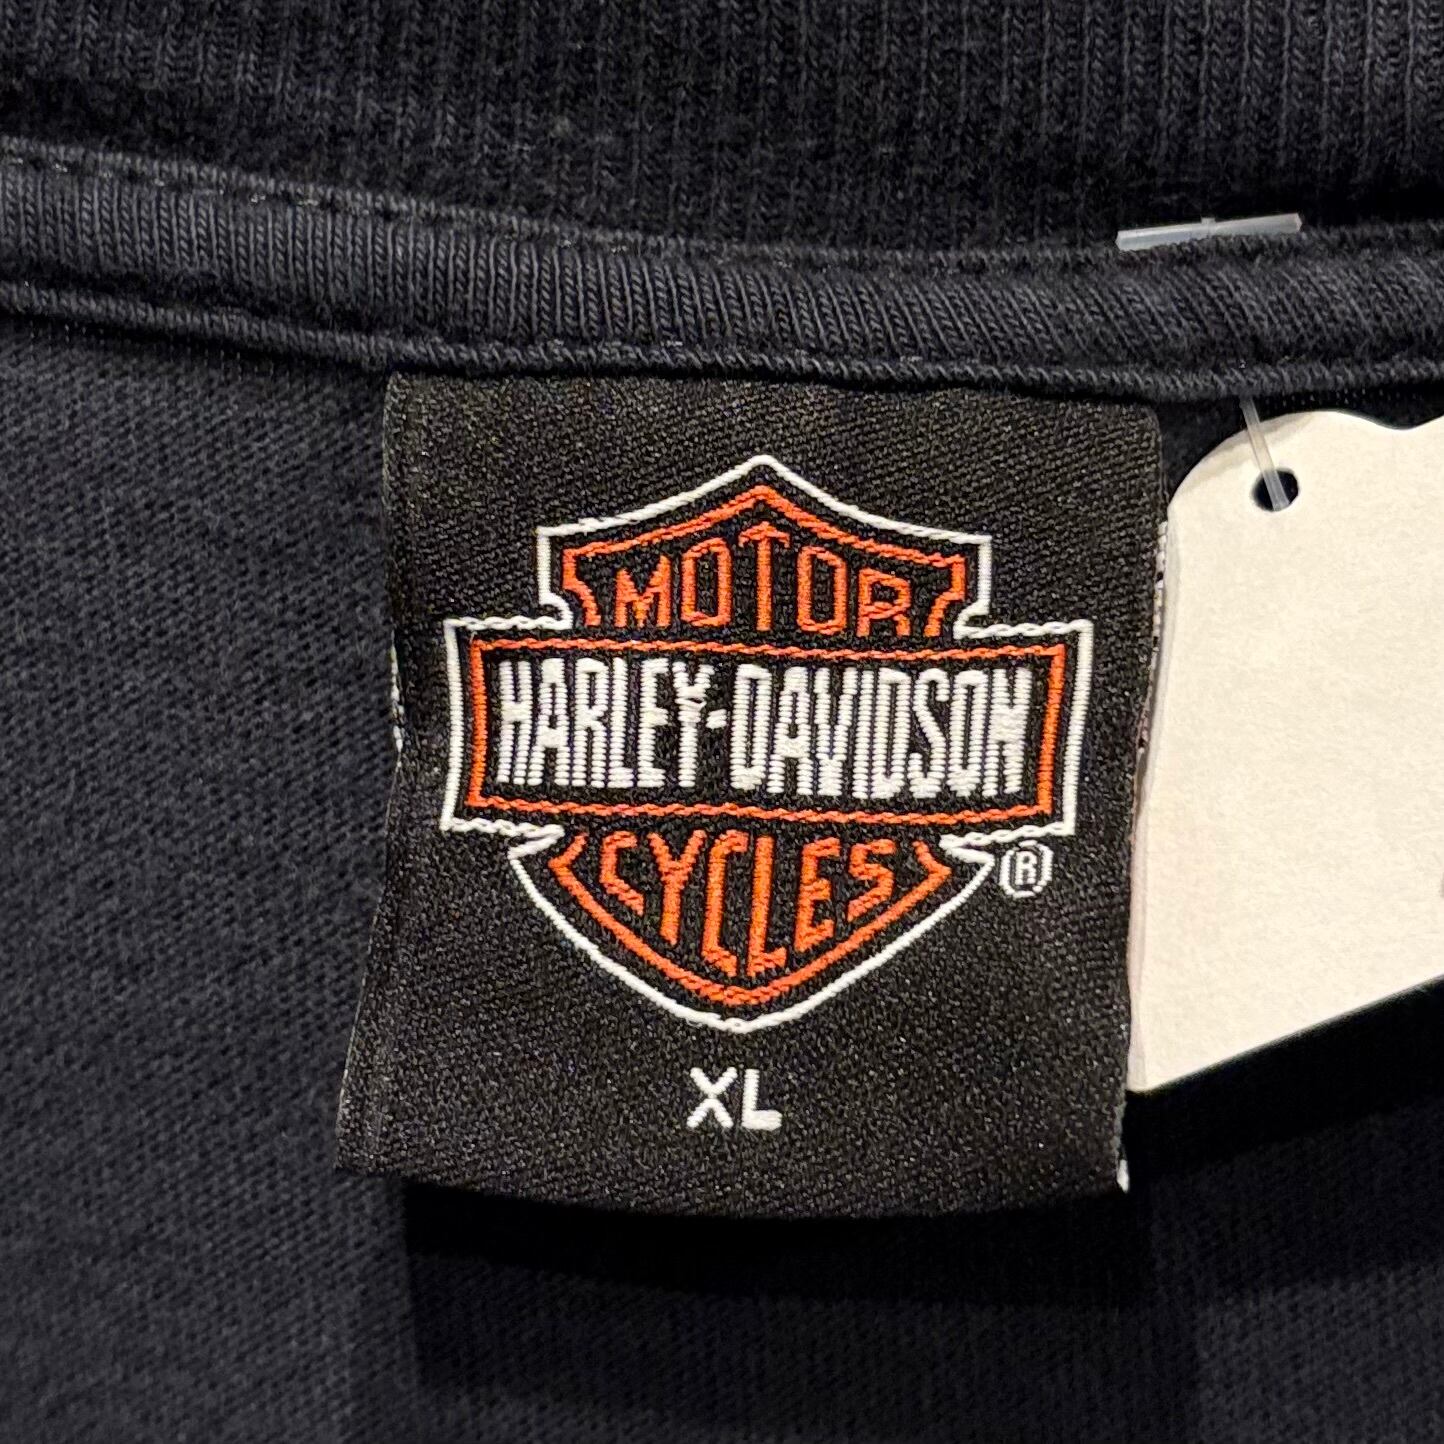 MOTOR
HARLEY-DAVIDSON
CYCLES
®
XL